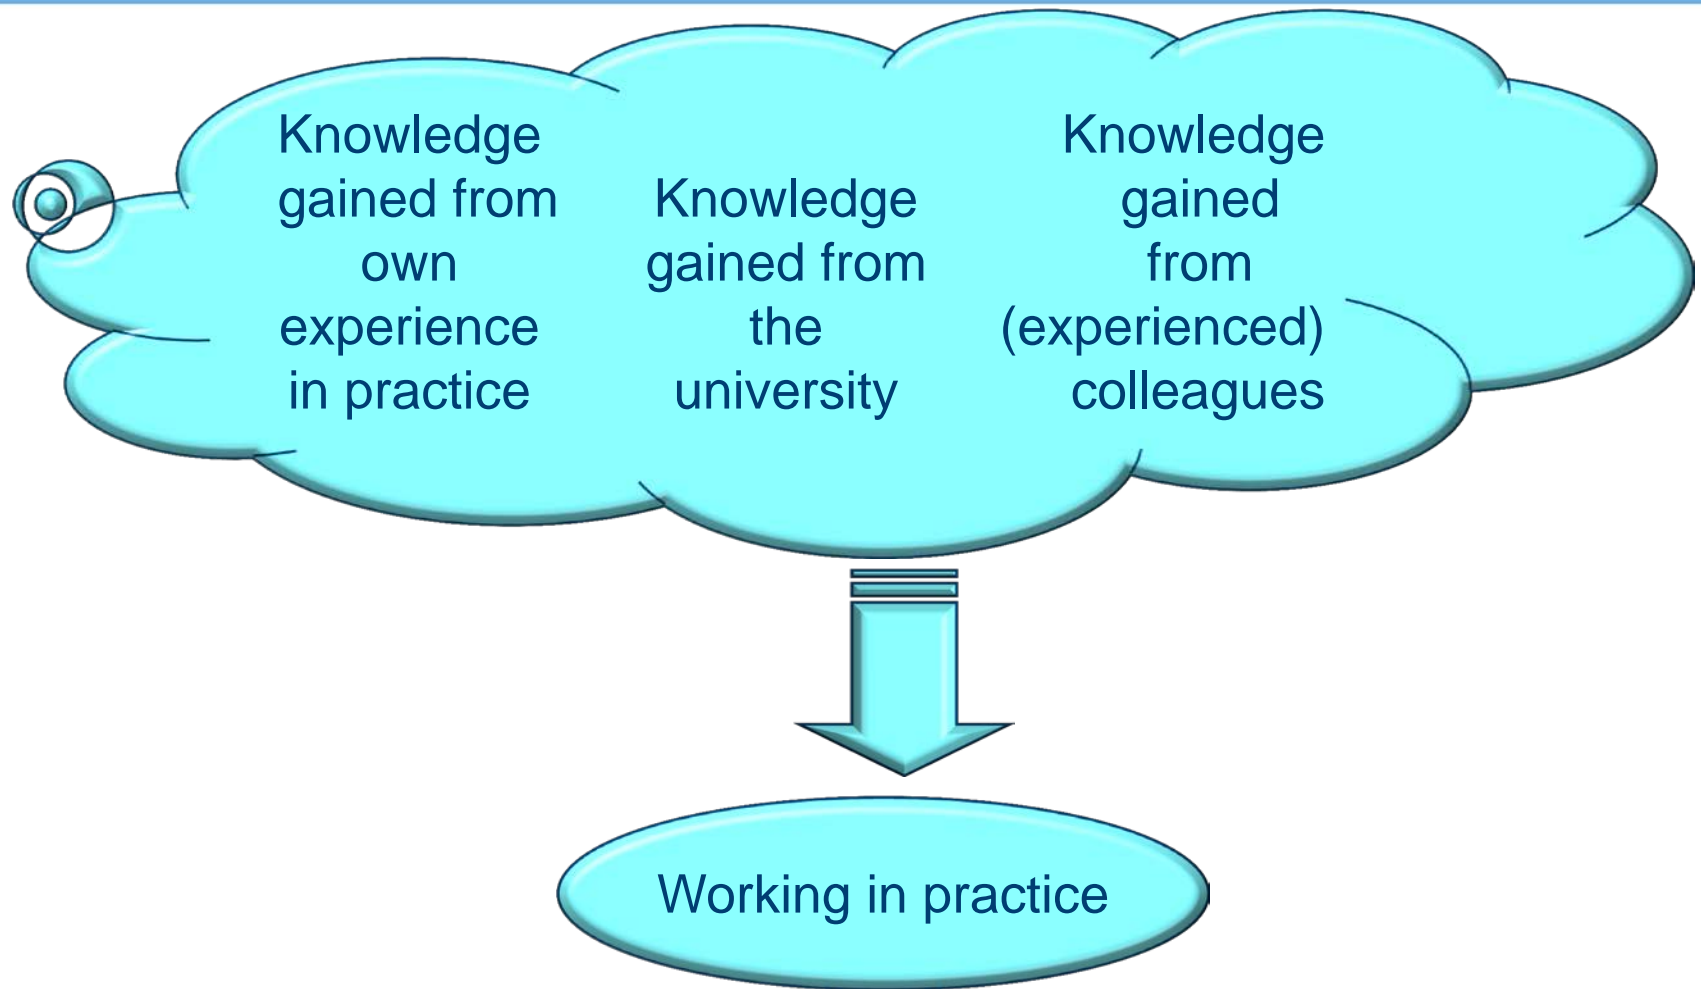 Knowledge
gained from
own
experience
in practice
Knowledge
gained from
the
university
Knowledge
gained
from
(experienced)
colleagues
Working in practice